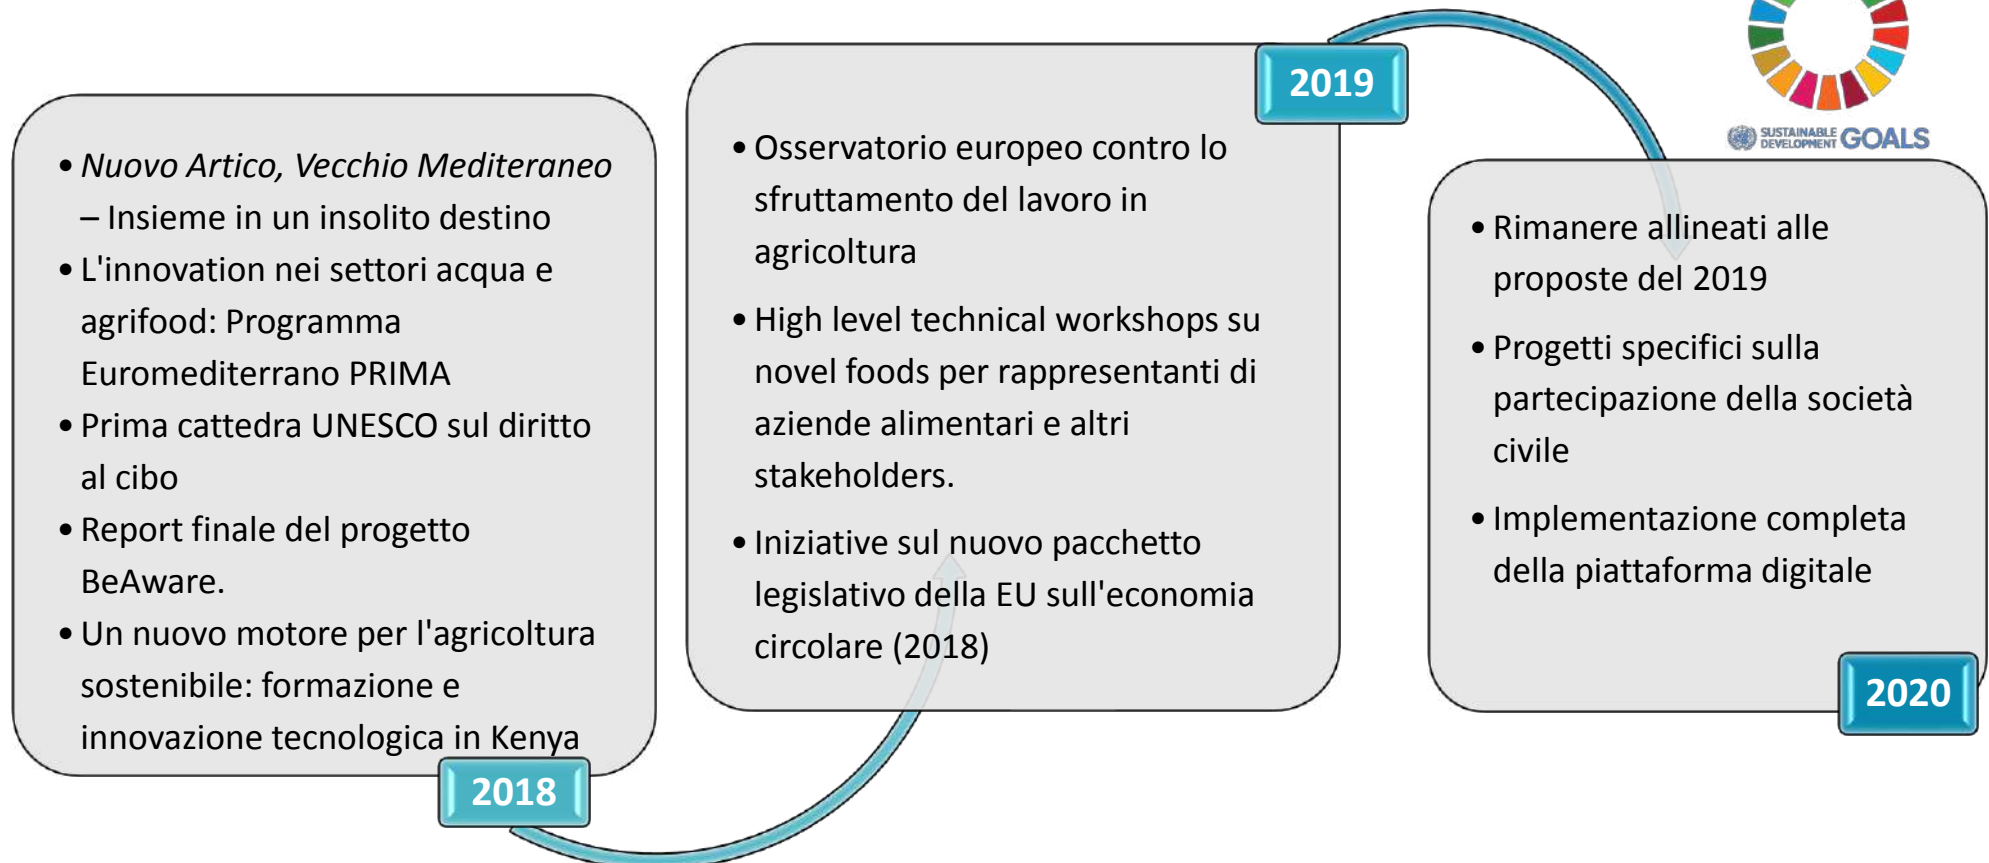 • Nuovo Artico, Vecchio Mediteraneo
– Insieme in un insolito destino
• L'innovation nei settori acqua e
agrifood: Programma
Euromediterrano PRIMA
• Prima cattedra UNESCO sul diritto
al cibo
• Report finale del progetto
BeAware.
• Un nuovo motore per l'agricoltura
sostenibile: formazione e
innovazione tecnologica in Kenya
2018
2019
• Osservatorio europeo contro lo
sfruttamento del lavoro in
agricoltura
• High level technical workshops su
novel foods per rappresentanti di
aziende alimentari e altri
stakeholders.
• Iniziative sul nuovo pacchetto
legislativo della EU sull'economia
circolare (2018)
SUSTAINABLE
DEVELOPMENT GOALS
• Rimanere allineati alle
proposte del 2019
• Progetti specifici sulla
partecipazione della società
civile
• Implementazione completa
della piattaforma digitale
2020